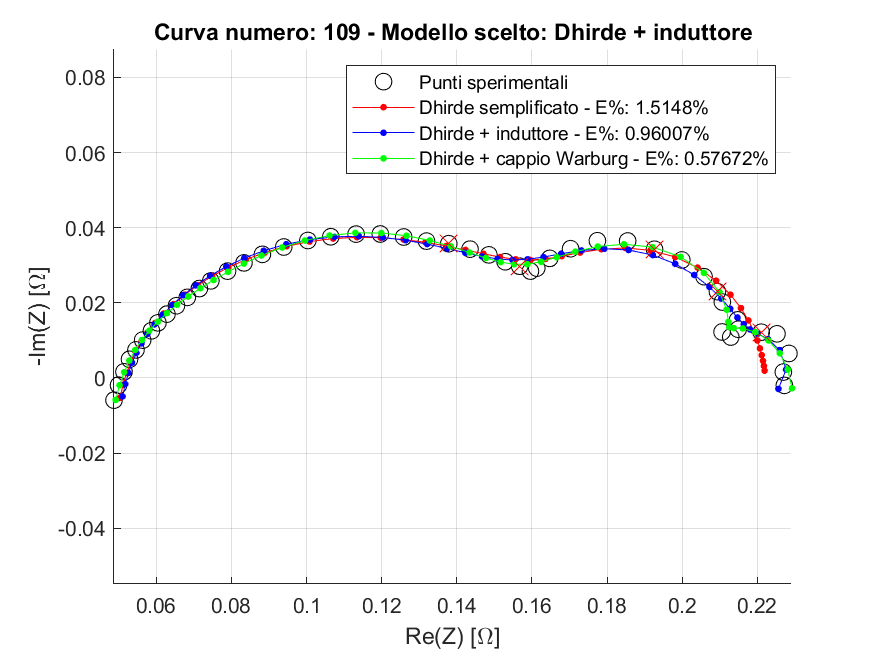 Curva numero: 109 - Modello scelto: Dhirde + induttore
Punti sperimentali
Dhirde semplificato - E%: 1.5148%
Dhirde + induttore - E%: 0.96007%
Dhirde + cappio Warburg - E%: 0.57672%
0.08
0.06
0.04
0.02
0
-0.02
-0.04
-Im(Z) [Ω]
0.06 0.08 0.1 0.12 0.14 0.16 0.18 0.2 0.22
Re(Z) [Ω]